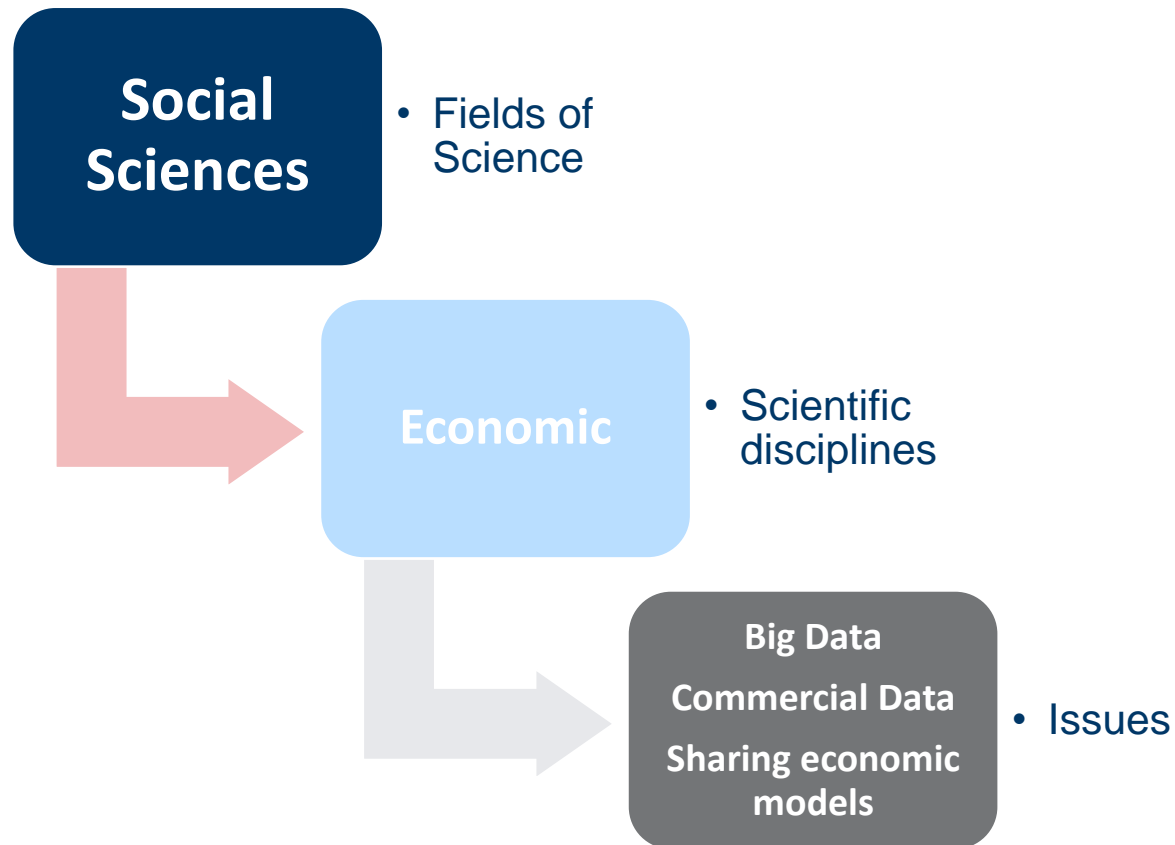 Social
Sciences
• Fields of
Science
Economic
• Scientific
disciplines
Big Data
Commercial Data
Sharing economic
models
• Issues